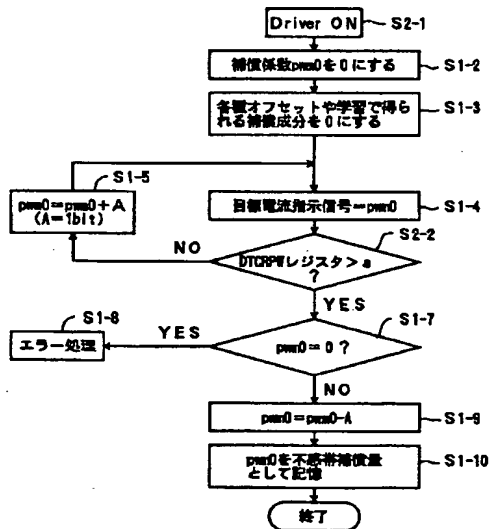 Driver ON
S2-1
補償係数pwm0を0にする
S1-2
各種オフセットや学習で得ら
れる補償成分を0にする
S1-3
S1-5
pwm0=pwm0+A
(A=1bit)
目標電流指示信号=pwm0
S1-4
S2-2
NO
DTCRPWレジスタ> a
?
YES
S1-8
YES
S1-7
エラー処理
pwm0=0?
NO
pwm0=pwm0-A
S1-9
pwm0を不感帯補償量
として記憶
S1-10
終了